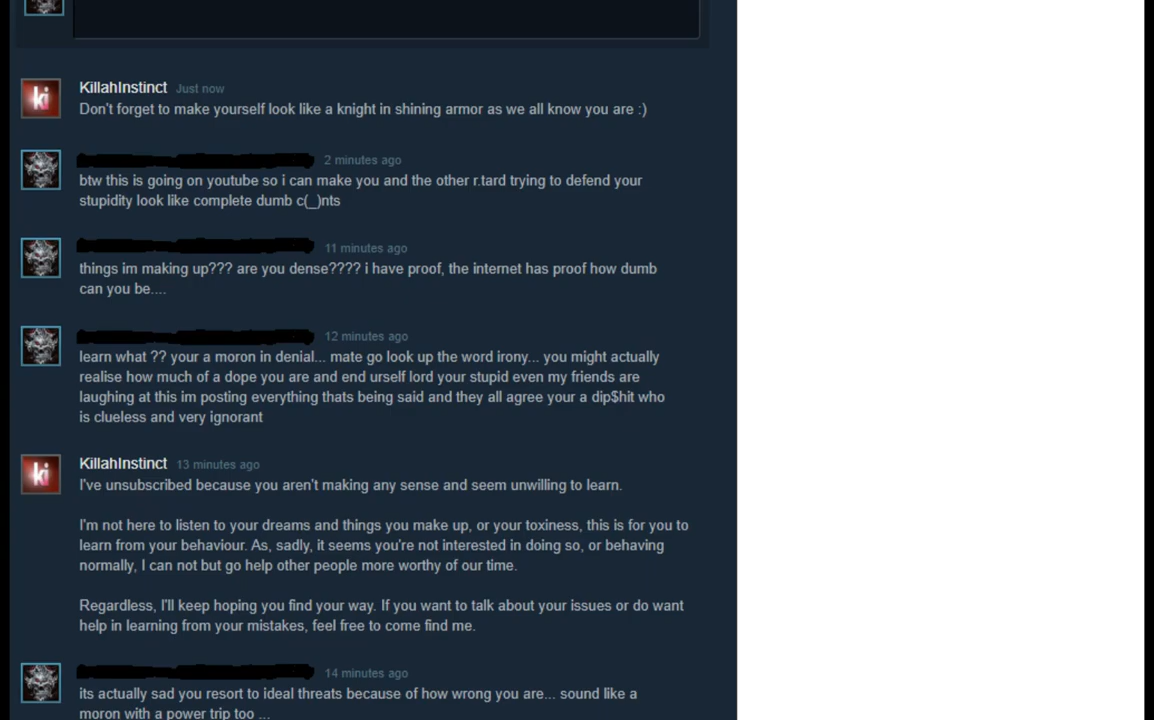 KillahInstinct Just now
Don't forget to make yourself look like a knight in shining armor as we all know you are :)
2 minutes ago
btw this is going on youtube so i can make you and the other r.tard trying to defend your
stupidity look like complete dumb c(_)nts
11 minutes ago
things im making up??? are you dense???? i have proof, the internet has proof how dumb
can you be....
12 minutes ago
learn what ?? your a moron in denial... mate go look up the word irony... you might actually
realise how much of a dope you are and end urself lord your stupid even my friends are
laughing at this im posting everything thats being said and they all agree your a dip$hit who
is clueless and very ignorant
KillahInstinct 13 minutes ago
I've unsubscribed because you aren't making any sense and seem unwilling to learn.
I'm not here to listen to your dreams and things you make up, or your toxiness, this is for you to
learn from your behaviour. As, sadly, it seems you're not interested in doing so, or behaving
normally, I can not but go help other people more worthy of our time.
Regardless, I'll keep hoping you find your way. If you want to talk about your issues or do want
help in learning from your mistakes, feel free to come find me.
14 minutes ago
its actually sad you resort to ideal threats because of how wrong you are... sound like a
moron with a power trip too ...
ki
ki